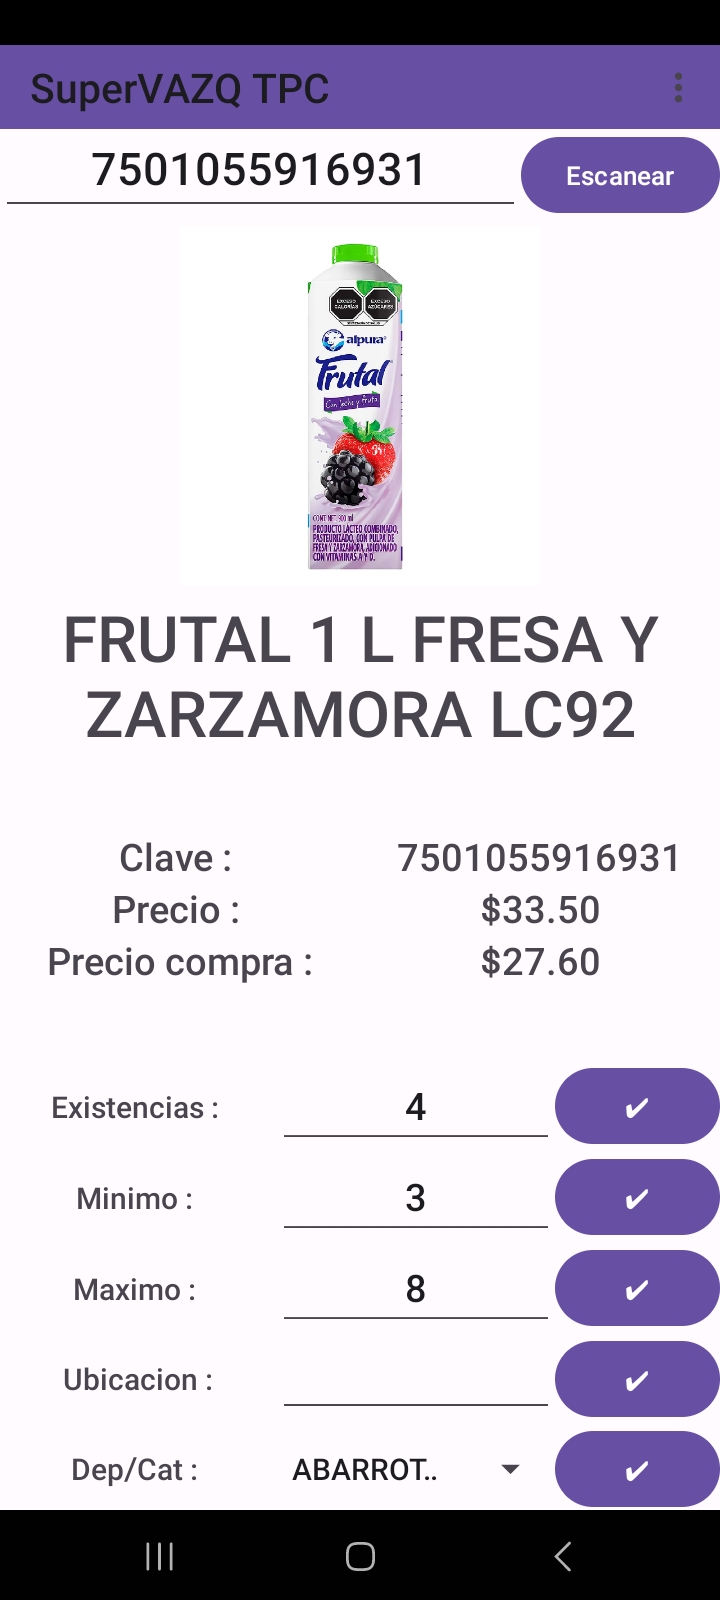 SuperVAZQ TPC
7501055916931
Escanear
EXCESO CALORÍAS
EXCESO AZÚCARES
alpura®
Frutal
Con leche y fruta
CONT. NET. 900 ml
PRODUCTO LÁCTEO COMBINADO,
PASTEURIZADO, CON PULPA DE
FRESA Y ZARZAMORA, ADICIONADO
CON VITAMINAS A Y D.
FRUTAL 1 L FRESA Y
ZARZAMORA LC92
Clave : 7501055916931
Precio : $33.50
Precio compra : $27.60
Existencias : 4
Minimo : 3
Maximo : 8
Ubicacion :
Dep/Cat : ABARROT..